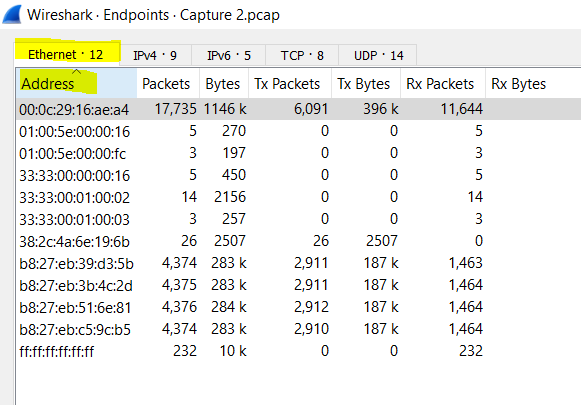 Wireshark · Endpoints · Capture 2.pcap
Ethernet · 12 IPv4 · 9 IPv6 · 5 TCP · 8 UDP · 14
Address Packets Bytes Tx Packets Tx Bytes Rx Packets Rx Bytes
00:0c:29:16:ae:a4 17,735 1146 k 6,091 396 k 11,644
01:00:5e:00:00:16 5 270 0 0 5
01:00:5e:00:00:fc 3 197 0 0 3
33:33:00:00:00:16 5 450 0 0 5
33:33:00:01:00:02 14 2156 0 0 14
33:33:00:01:00:03 3 257 0 0 3
38:2c:4a:6e:19:6b 26 2507 26 2507 0
b8:27:eb:39:d3:5b 4,374 283 k 2,911 187 k 1,463
b8:27:eb:3b:4c:2d 4,375 283 k 2,911 187 k 1,464
b8:27:eb:51:6e:81 4,376 284 k 2,912 187 k 1,464
b8:27:eb:c5:9c:b5 4,374 283 k 2,910 187 k 1,464
ff:ff:ff:ff:ff:ff 232 10 k 0 0 232